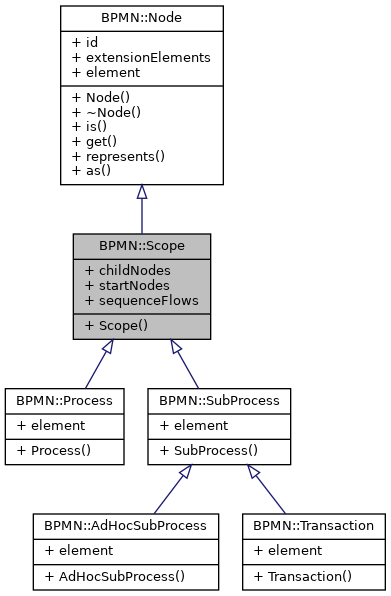 BPMN::Node
+ id
+ extensionElements
+ element
+ Node()
+ ~Node()
+ is()
+ get()
+ represents()
+ as()
BPMN::Scope
+ childNodes
+ startNodes
+ sequenceFlows
+ Scope()
BPMN::Process
+ element
+ Process()
BPMN::SubProcess
+ element
+ SubProcess()
BPMN::AdHocSubProcess
+ element
+ AdHocSubProcess()
BPMN::Transaction
+ element
+ Transaction()